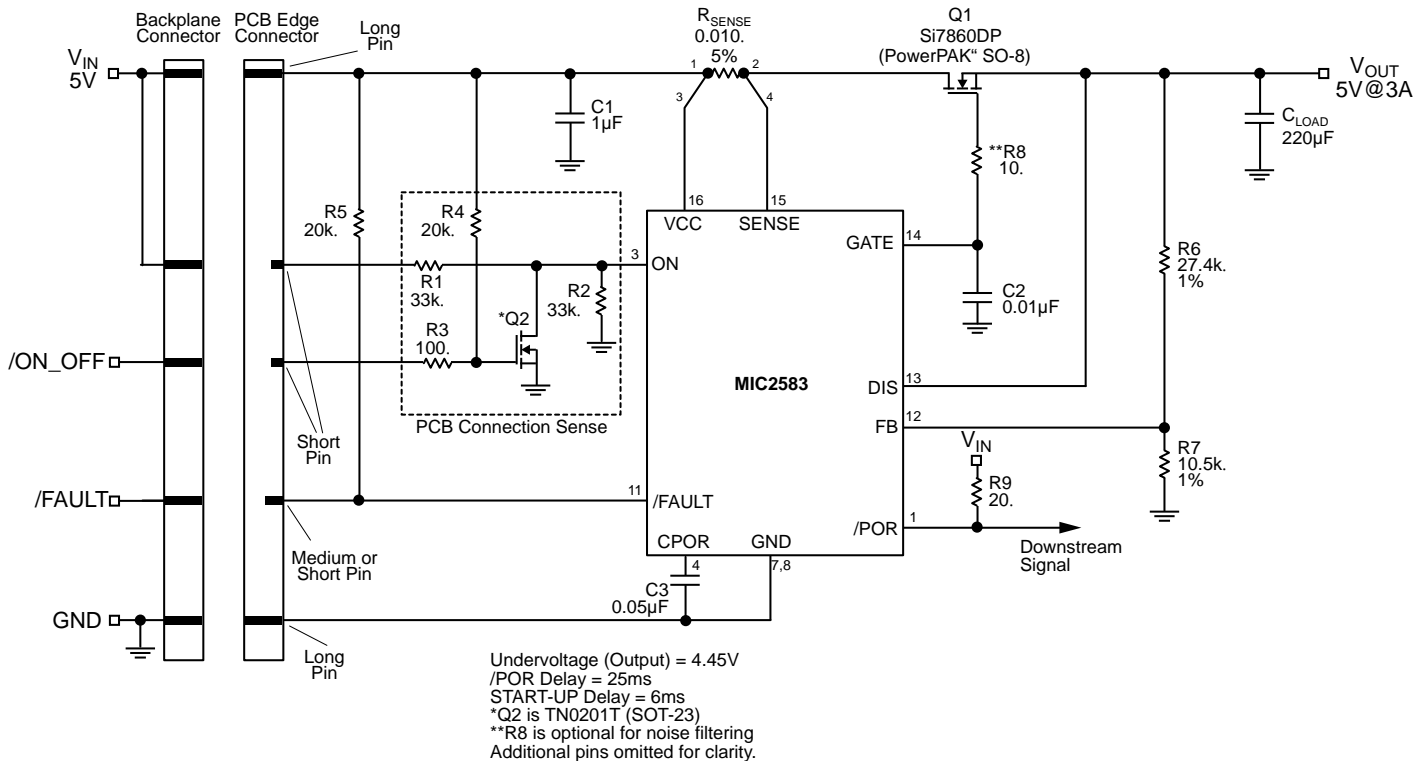 Backplane
Connector
PCB Edge
Connector
Long
Pin
VIN
5V
RSENSE
0.010.
5%
Q1
Si7860DP
(PowerPAK“ SO-8)
VOUT
5V@3A
1
2
3
4
C1
1µF
CLOAD
220µF
**R8
10.
R5
20k.
R4
20k.
16
VCC
15
SENSE
GATE
14
R6
27.4k.
1%
3
ON
R1
33k.
R2
33k.
C2
0.01µF
*Q2
R3
100.
/ON_OFF
MIC2583
DIS
13
PCB Connection Sense
FB
12
Short
Pin
VIN
R7
10.5k.
1%
R9
20.
/FAULT
11
/FAULT
/POR
1
Downstream
Signal
Medium or
Short Pin
CPOR
4
GND
7,8
C3
0.05µF
GND
Long
Pin
Undervoltage (Output) = 4.45V
/POR Delay = 25ms
START-UP Delay = 6ms
*Q2 is TN0201T (SOT-23)
**R8 is optional for noise filtering
Additional pins omitted for clarity.